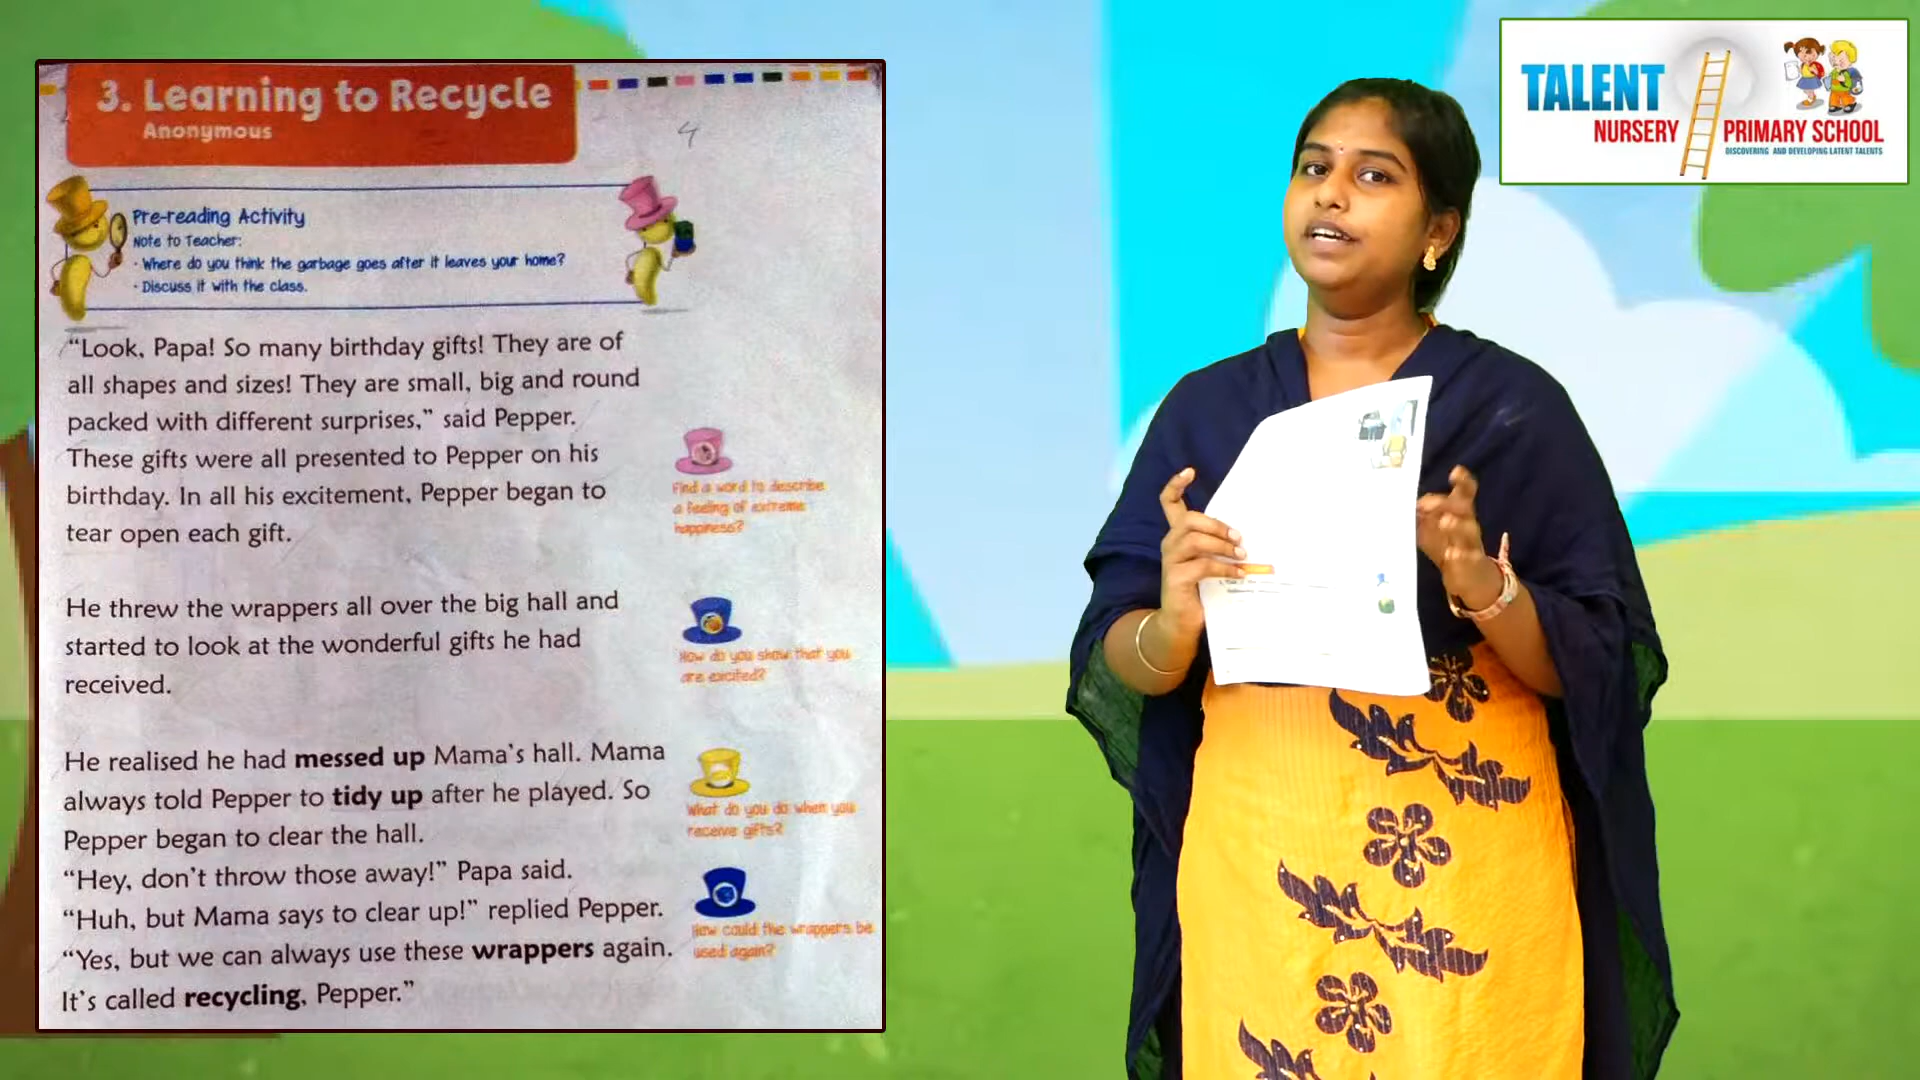 3. Learning to Recycle
Anonymous
4
Pre-reading Activity
Note to Teacher:
· Where do you think the garbage goes after it leaves your home?
· Discuss it with the class.
“Look, Papa! So many birthday gifts! They are of
all shapes and sizes! They are small, big and round
packed with different surprises,” said Pepper.
These gifts were all presented to Pepper on his
birthday. In all his excitement, Pepper began to
tear open each gift.
Find a word to describe
a feeling of extreme
happiness?
He threw the wrappers all over the big hall and
started to look at the wonderful gifts he had
received.
How do you show that you
are excited?
He realised he had messed up Mama’s hall. Mama
always told Pepper to tidy up after he played. So
Pepper began to clear the hall.
What do you do when you
receive gifts?
“Hey, don’t throw those away!” Papa said.
“Huh, but Mama says to clear up!” replied Pepper.
“Yes, but we can always use these wrappers again.
It’s called recycling, Pepper.”
How could the wrappers be
used again?
TALENT
NURSERY PRIMARY SCHOOL
DISCOVERING AND DEVELOPING LATENT TALENTS